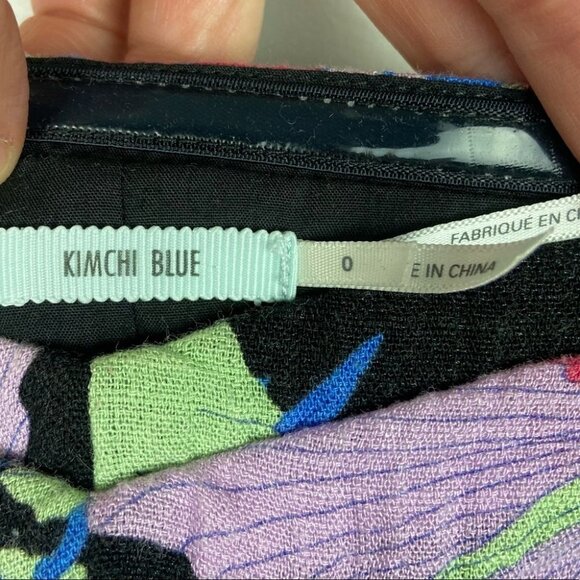 KIMCHI BLUE
0
E IN CHINA
FABRIQUE EN C